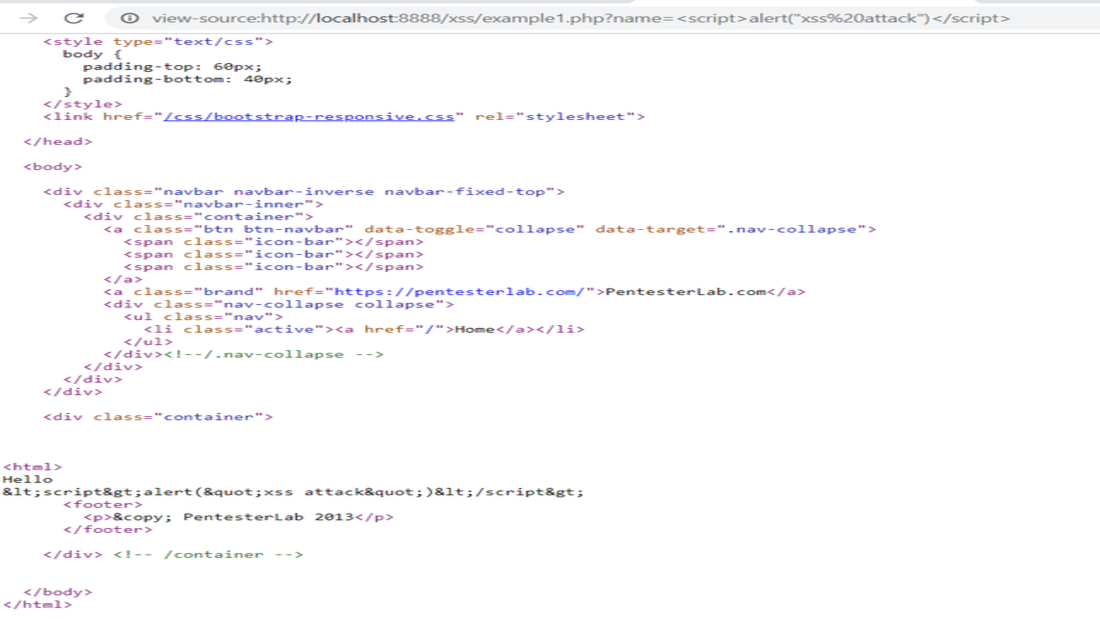 view-source:http://localhost:8888/xss/example1.php?name=<script>alert("xss%20attack")</script>
<style type="text/css">
body {
padding-top: 60px;
padding-bottom: 40px;
}
</style>
<link href="/css/bootstrap-responsive.css" rel="stylesheet">
</head>
<body>
<div class="navbar navbar-inverse navbar-fixed-top">
<div class="navbar-inner">
<div class="container">
<a class="btn btn-navbar" data-toggle="collapse" data-target=".nav-collapse">
<span class="icon-bar"></span>
<span class="icon-bar"></span>
<span class="icon-bar"></span>
</a>
<a class="brand" href="https://pentesterlab.com/">PentesterLab.com</a>
<div class="nav-collapse collapse">
<ul class="nav">
<li class="active"><a href="/">Home</a></li>
</ul>
</div><!--/.nav-collapse -->
</div>
</div>
</div>
<div class="container">
<html>
Hello
&lt;script&gt;alert(&quot;xss attack&quot;)&lt;/script&gt;
<footer>
<p>&copy; PentesterLab 2013</p>
</footer>
</div> <!-- /container -->
</body>
</html>